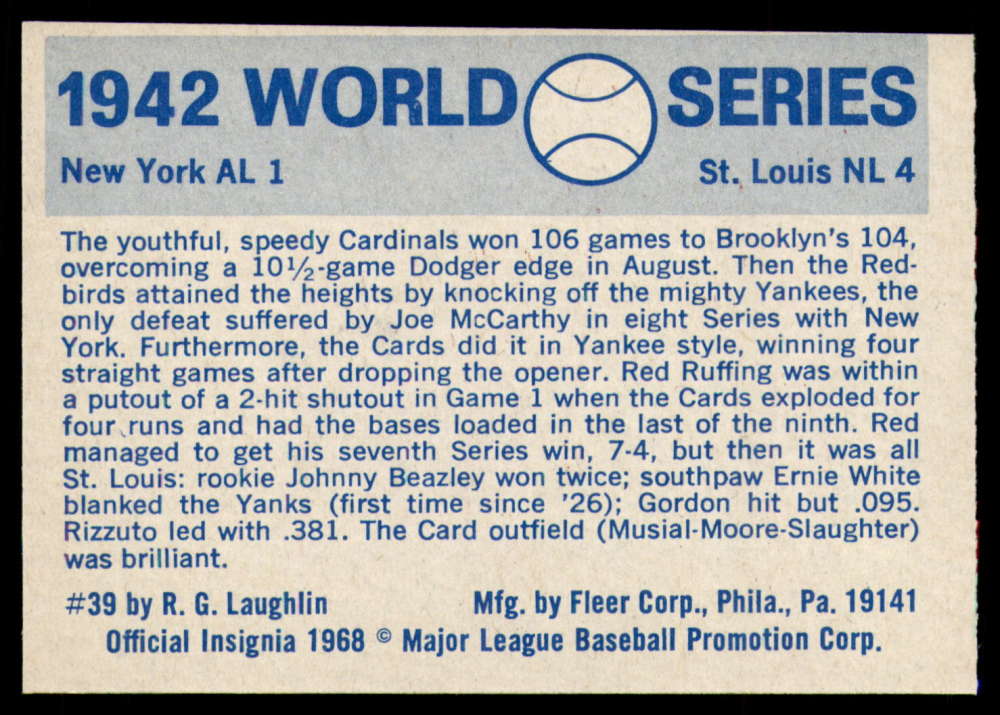 1942 WORLD SERIES
New York AL 1 St. Louis NL 4
The youthful, speedy Cardinals won 106 games to Brooklyn's 104,
overcoming a 10½-game Dodger edge in August. Then the Red-
birds attained the heights by knocking off the mighty Yankees, the
only defeat suffered by Joe McCarthy in eight Series with New
York. Furthermore, the Cards did it in Yankee style, winning four
straight games after dropping the opener. Red Ruffing was within
a putout of a 2-hit shutout in Game 1 when the Cards exploded for
four runs and had the bases loaded in the last of the ninth. Red
managed to get his seventh Series win, 7-4, but then it was all
St. Louis: rookie Johnny Beazley won twice; southpaw Ernie White
blanked the Yanks (first time since '26); Gordon hit but .095.
Rizzuto led with .381. The Card outfield (Musial-Moore-Slaughter)
was brilliant.
#39 by R. G. Laughlin Mfg. by Fleer Corp., Phila., Pa. 19141
Official Insignia 1968 © Major League Baseball Promotion Corp.